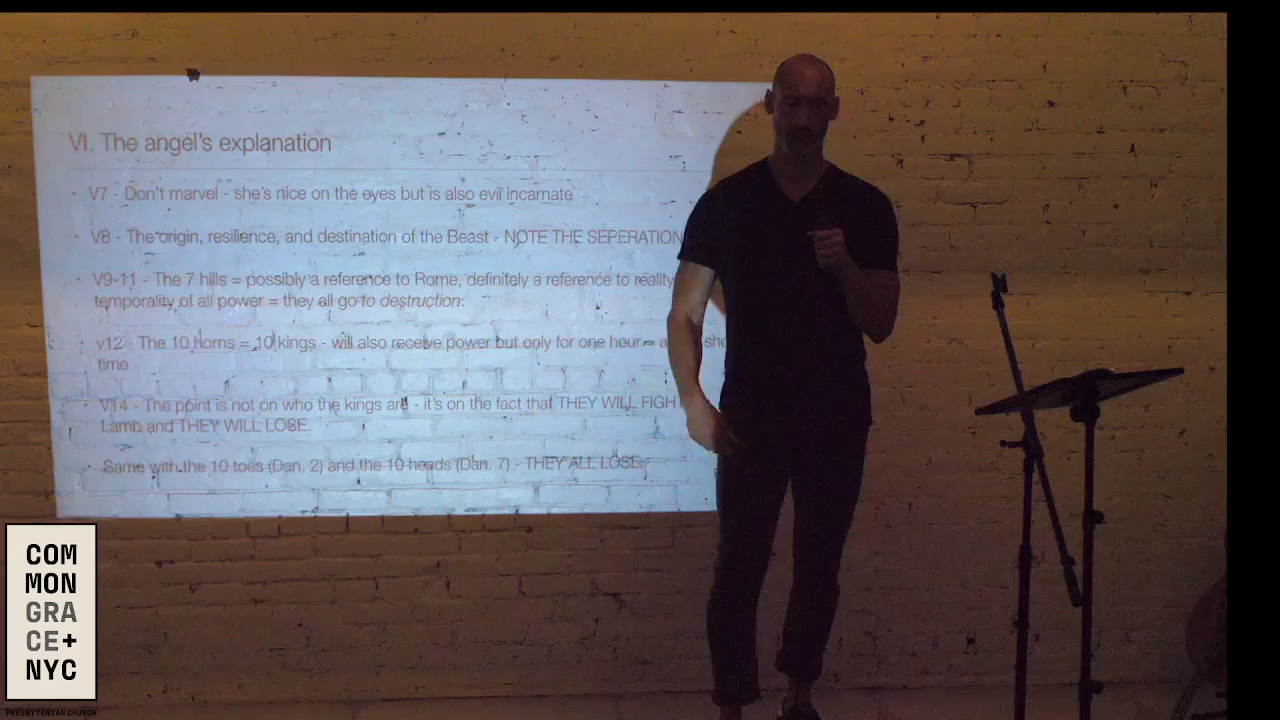 VI. The angel's explanation
• V7 - Don't marvel - she's nice on the eyes but is also evil incarnate
• V8 - The origin, resilience, and destination of the Beast - NOTE THE SEPERATION
• V9-11 - The 7 hills = possibly a reference to Rome, definitely a reference to reality
temporality of all power = they all go to destruction.
• v12 - The 10 horns = 10 kings - will also receive power but only for one hour = a sho
time
• V14 - The point is not on who the kings are - it's on the fact that THEY WILL FIGHT
Lamb and THEY WILL LOSE.
• Same with the 10 toes (Dan. 2) and the 10 heads (Dan. 7) - THEY ALL LOSE.
COM
MON
GRA
CE+
NYC
PRESBYTERIAN CHURCH